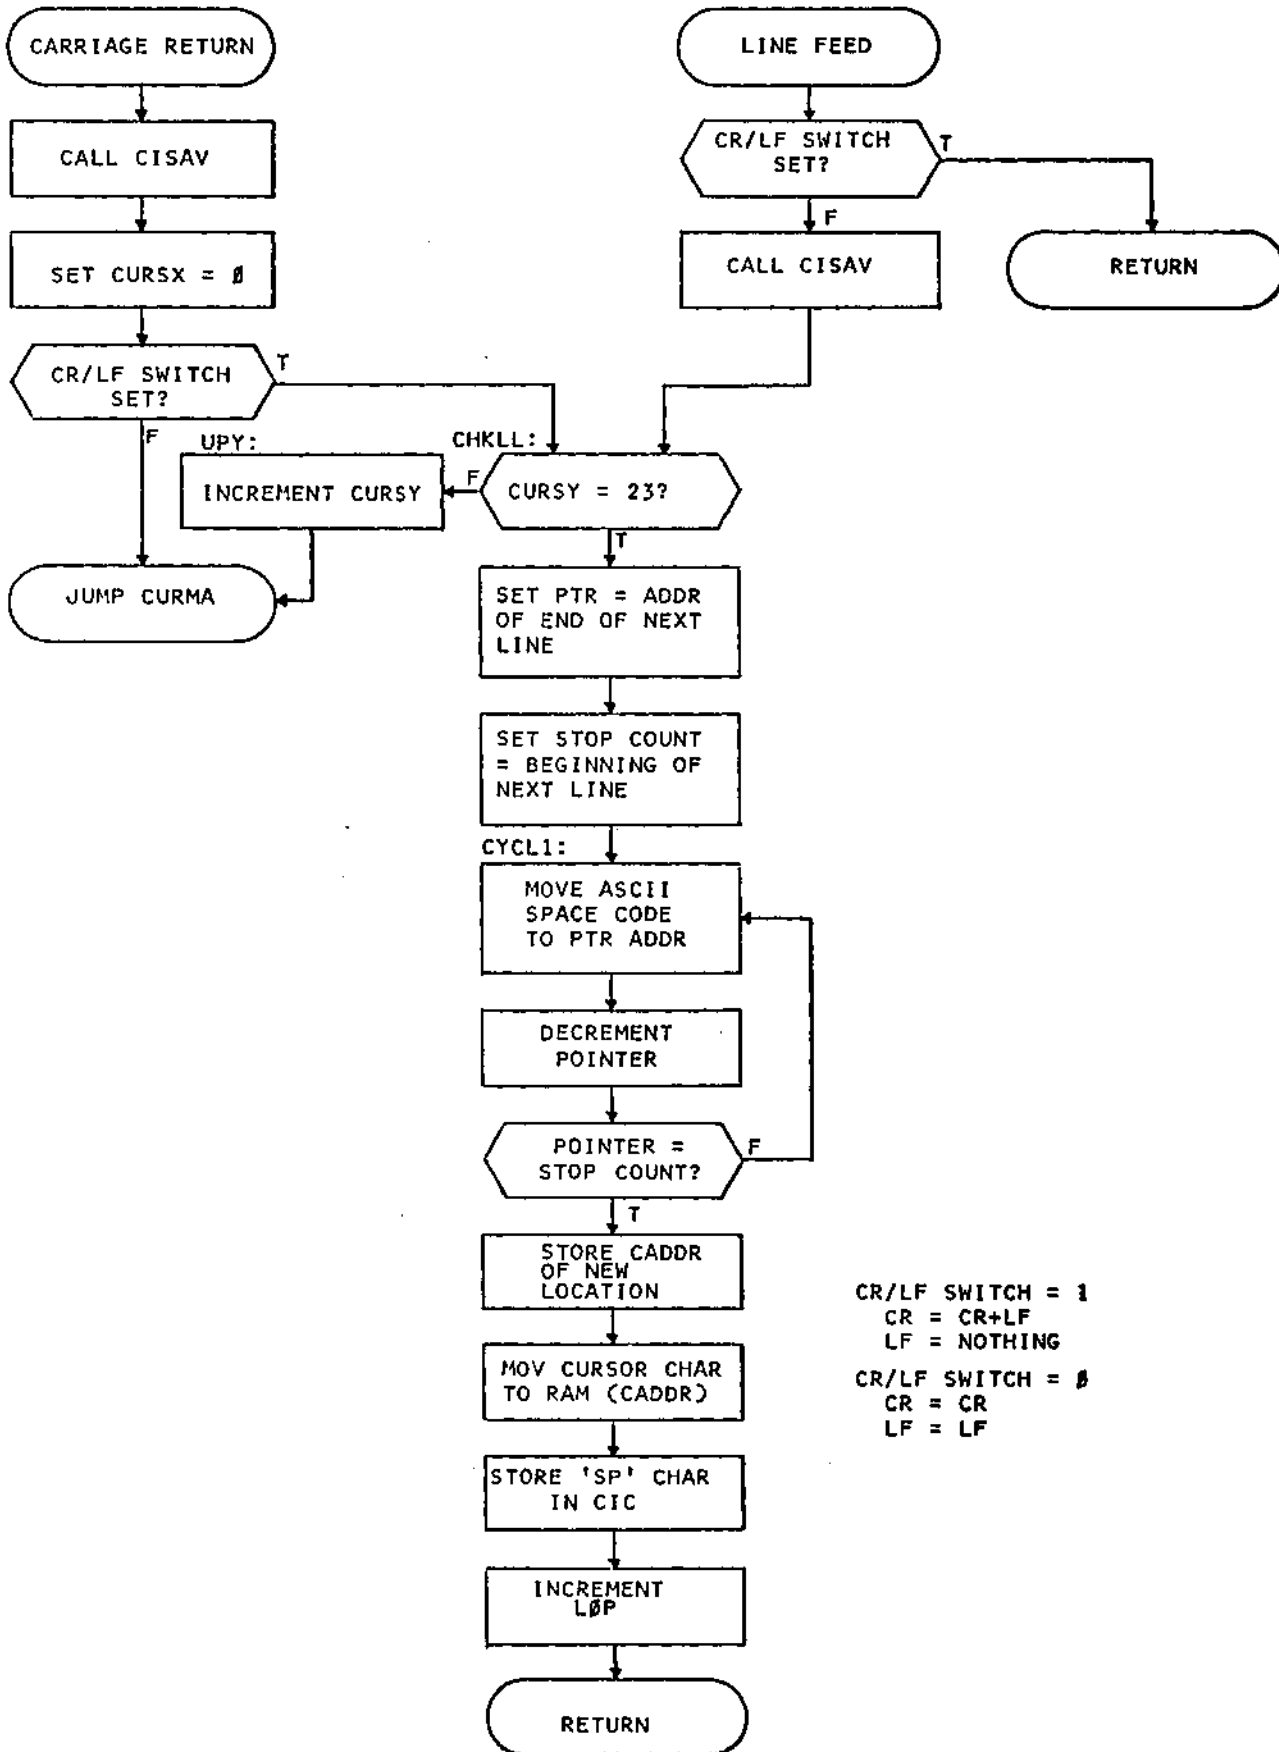 CARRIAGE RETURN
CALL CISAV
SET CURSX = Ø
CR/LF SWITCH
SET?
T
F
LINE FEED
CR/LF SWITCH
SET?
T
F
CALL CISAV
RETURN
UPY:
INCREMENT CURSY
CHKLL:
F
CURSY = 23?
T
JUMP CURMA
SET PTR = ADDR
OF END OF NEXT
LINE
SET STOP COUNT
= BEGINNING OF
NEXT LINE
CYCL1:
MOVE ASCII
SPACE CODE
TO PTR ADDR
DECREMENT
POINTER
POINTER =
STOP COUNT?
F
T
STORE CADDR
OF NEW
LOCATION
MOV CURSOR CHAR
TO RAM (CADDR)
STORE 'SP' CHAR
IN CIC
INCREMENT
LØP
RETURN
CR/LF SWITCH = 1
CR = CR+LF
LF = NOTHING
CR/LF SWITCH = Ø
CR = CR
LF = LF